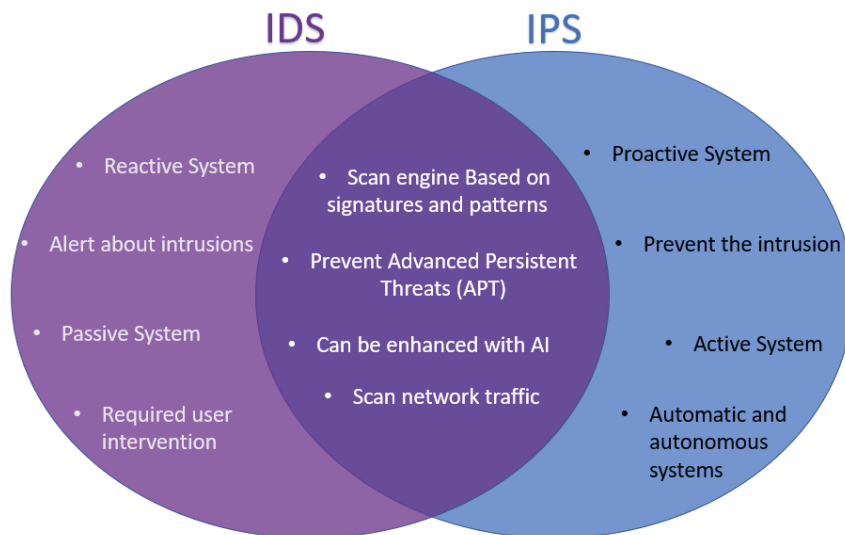 IDS
IPS
• Reactive System
• Alert about intrusions
• Passive System
• Required user
intervention
• Scan engine Based on
signatures and patterns
• Prevent Advanced Persistent
Threats (APT)
• Can be enhanced with AI
• Scan network traffic
• Proactive System
• Prevent the intrusion
• Active System
• Automatic and
autonomous
systems